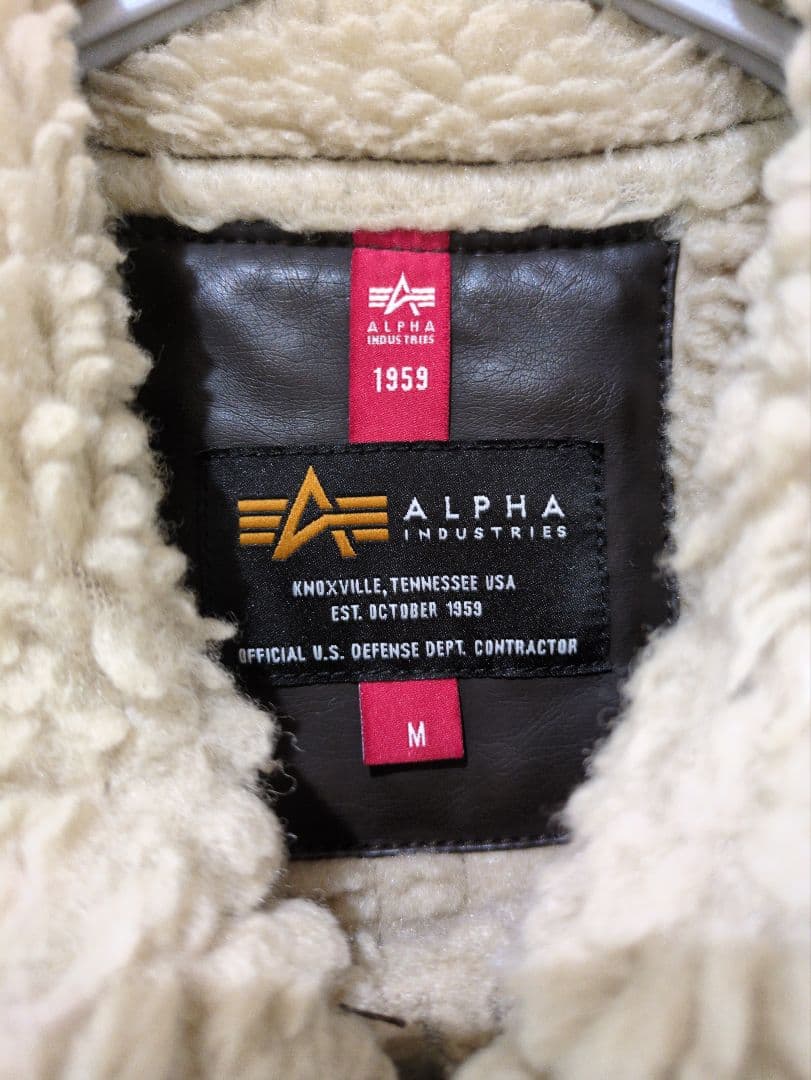 ALPHA
INDUSTRIES
1959
ALPHA
INDUSTRIES
KNOXVILLE, TENNESSEE USA
EST. OCTOBER 1959
OFFICIAL U.S. DEFENSE DEPT. CONTRACTOR
M